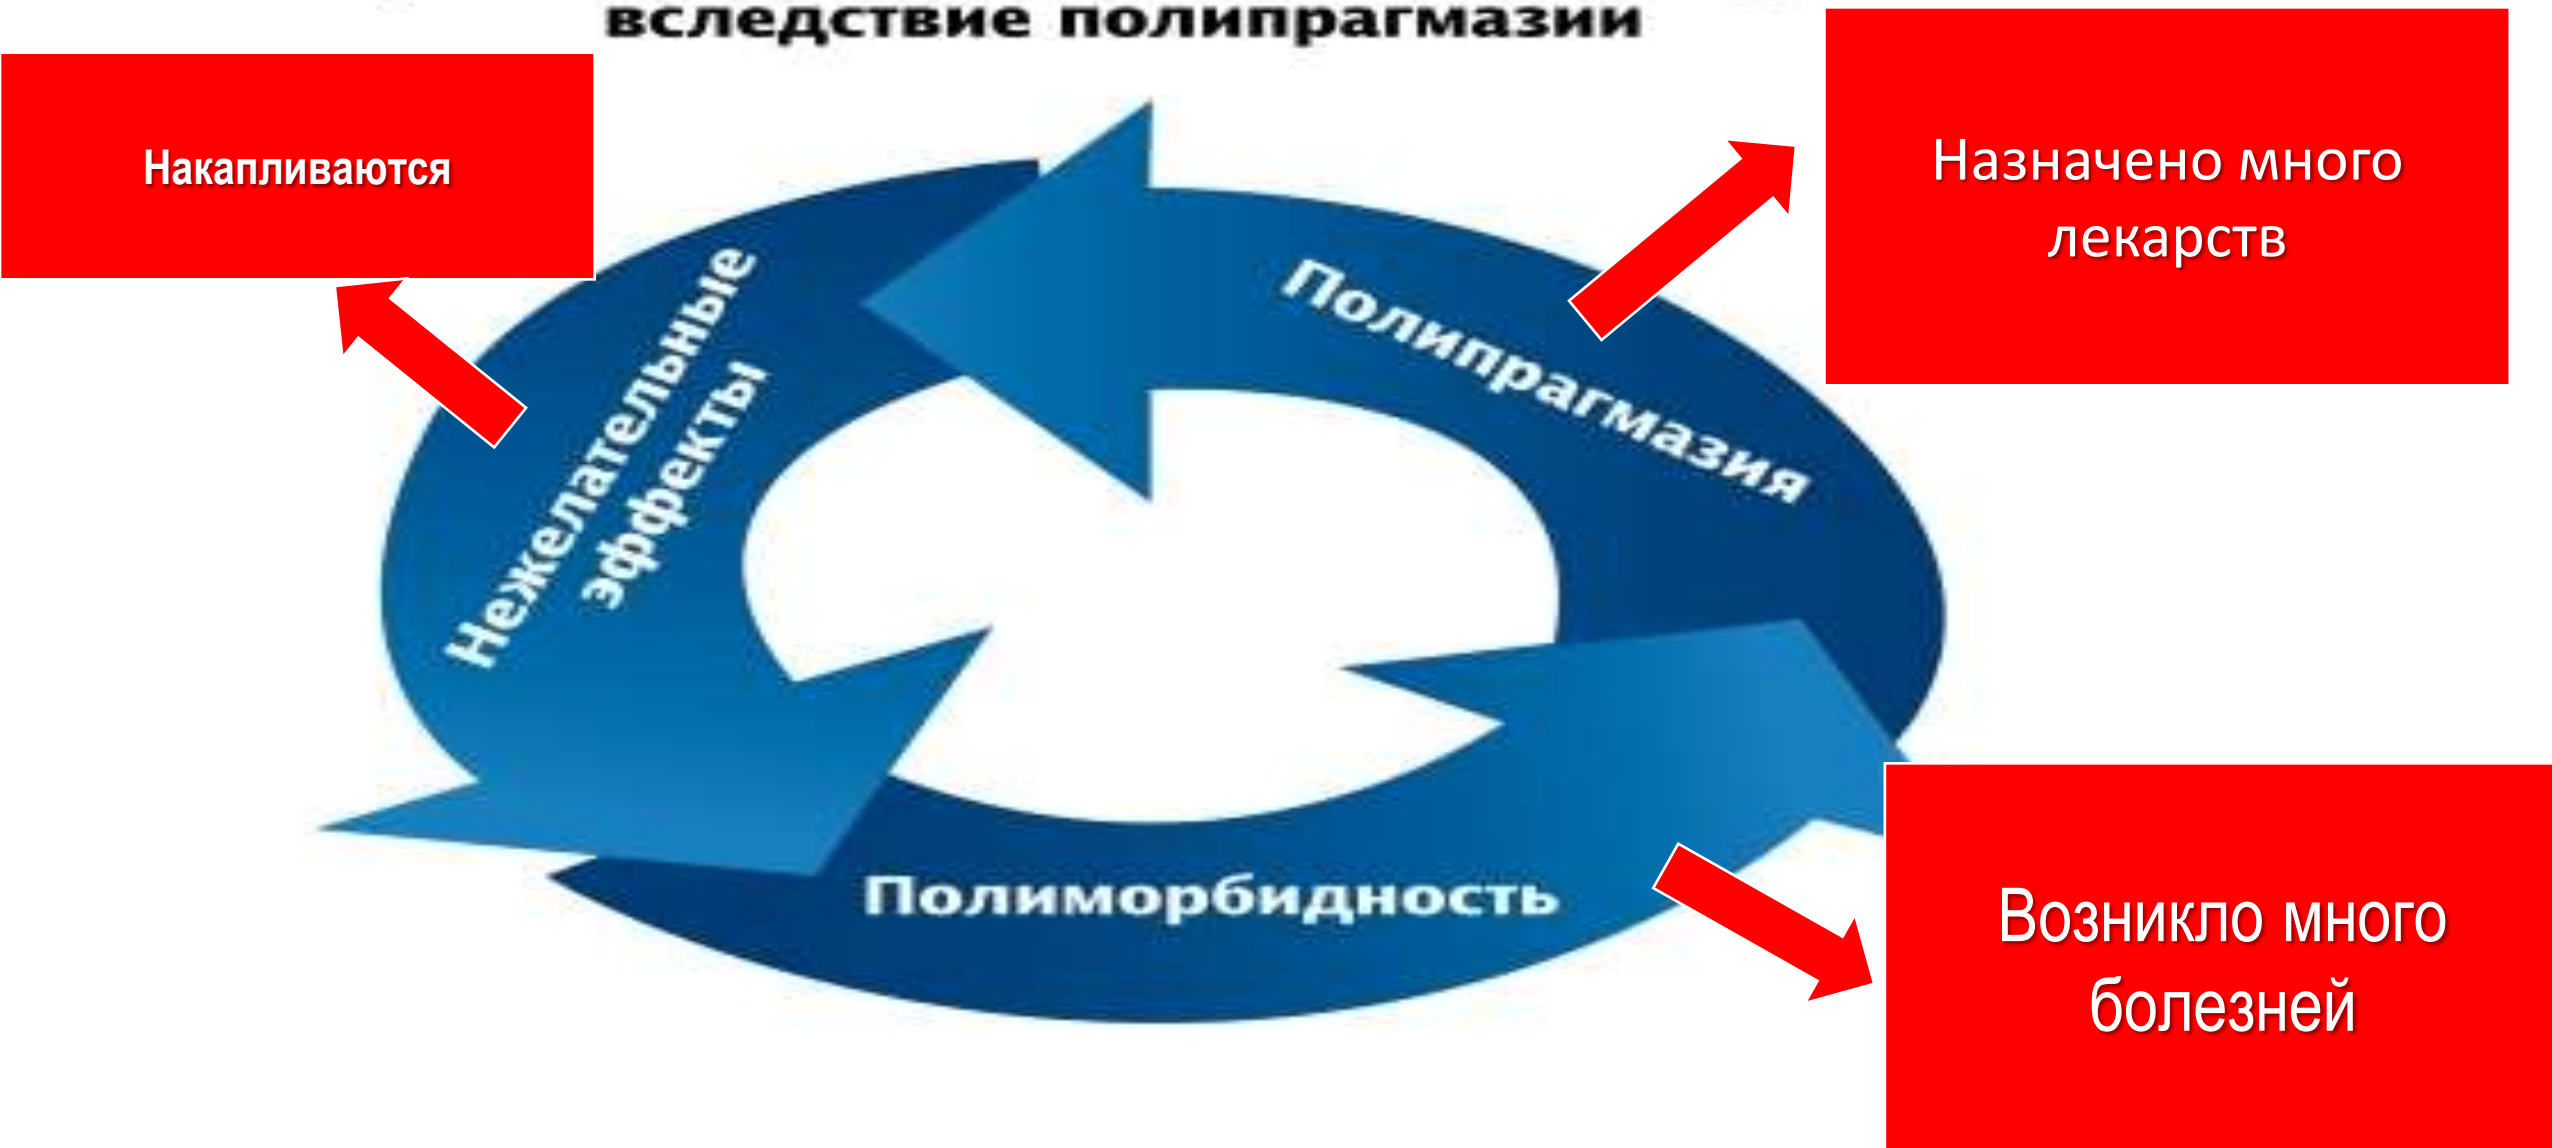 вследствие полипрагмазии
Накапливаются
Назначено много
лекарств
Нежелательные
эффекты
Полипрагмазия
Полиморбидность
Возникло много
болезней